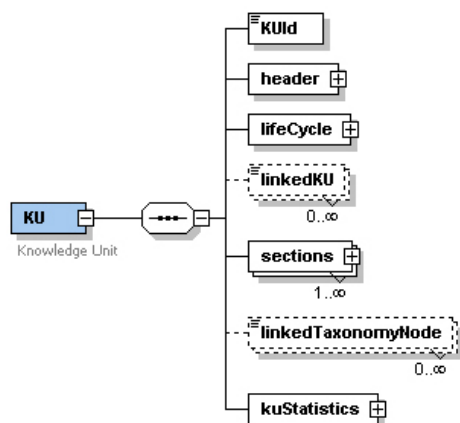 KUId
header
lifeCycle
linkedKU
0..∞
KU
Knowledge Unit
sections
1..∞
linkedTaxonomyNode
0..∞
kuStatistics